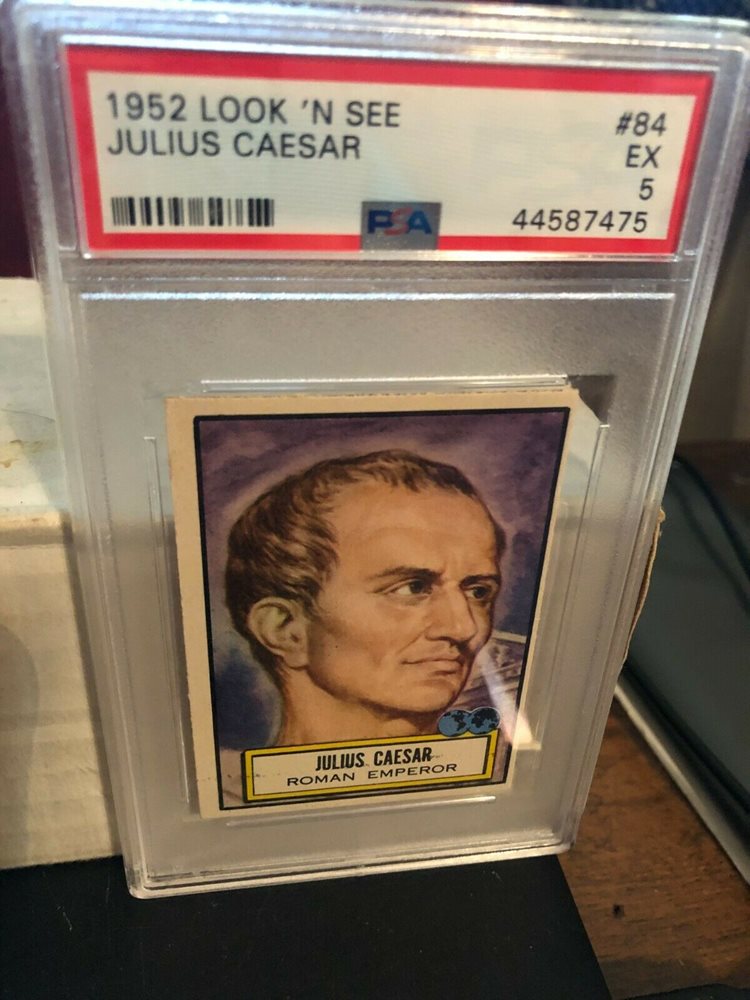 1952 LOOK 'N SEE #84
JULIUS CAESAR EX
5
PSA 44587475
JULIUS CAESAR
ROMAN EMPEROR